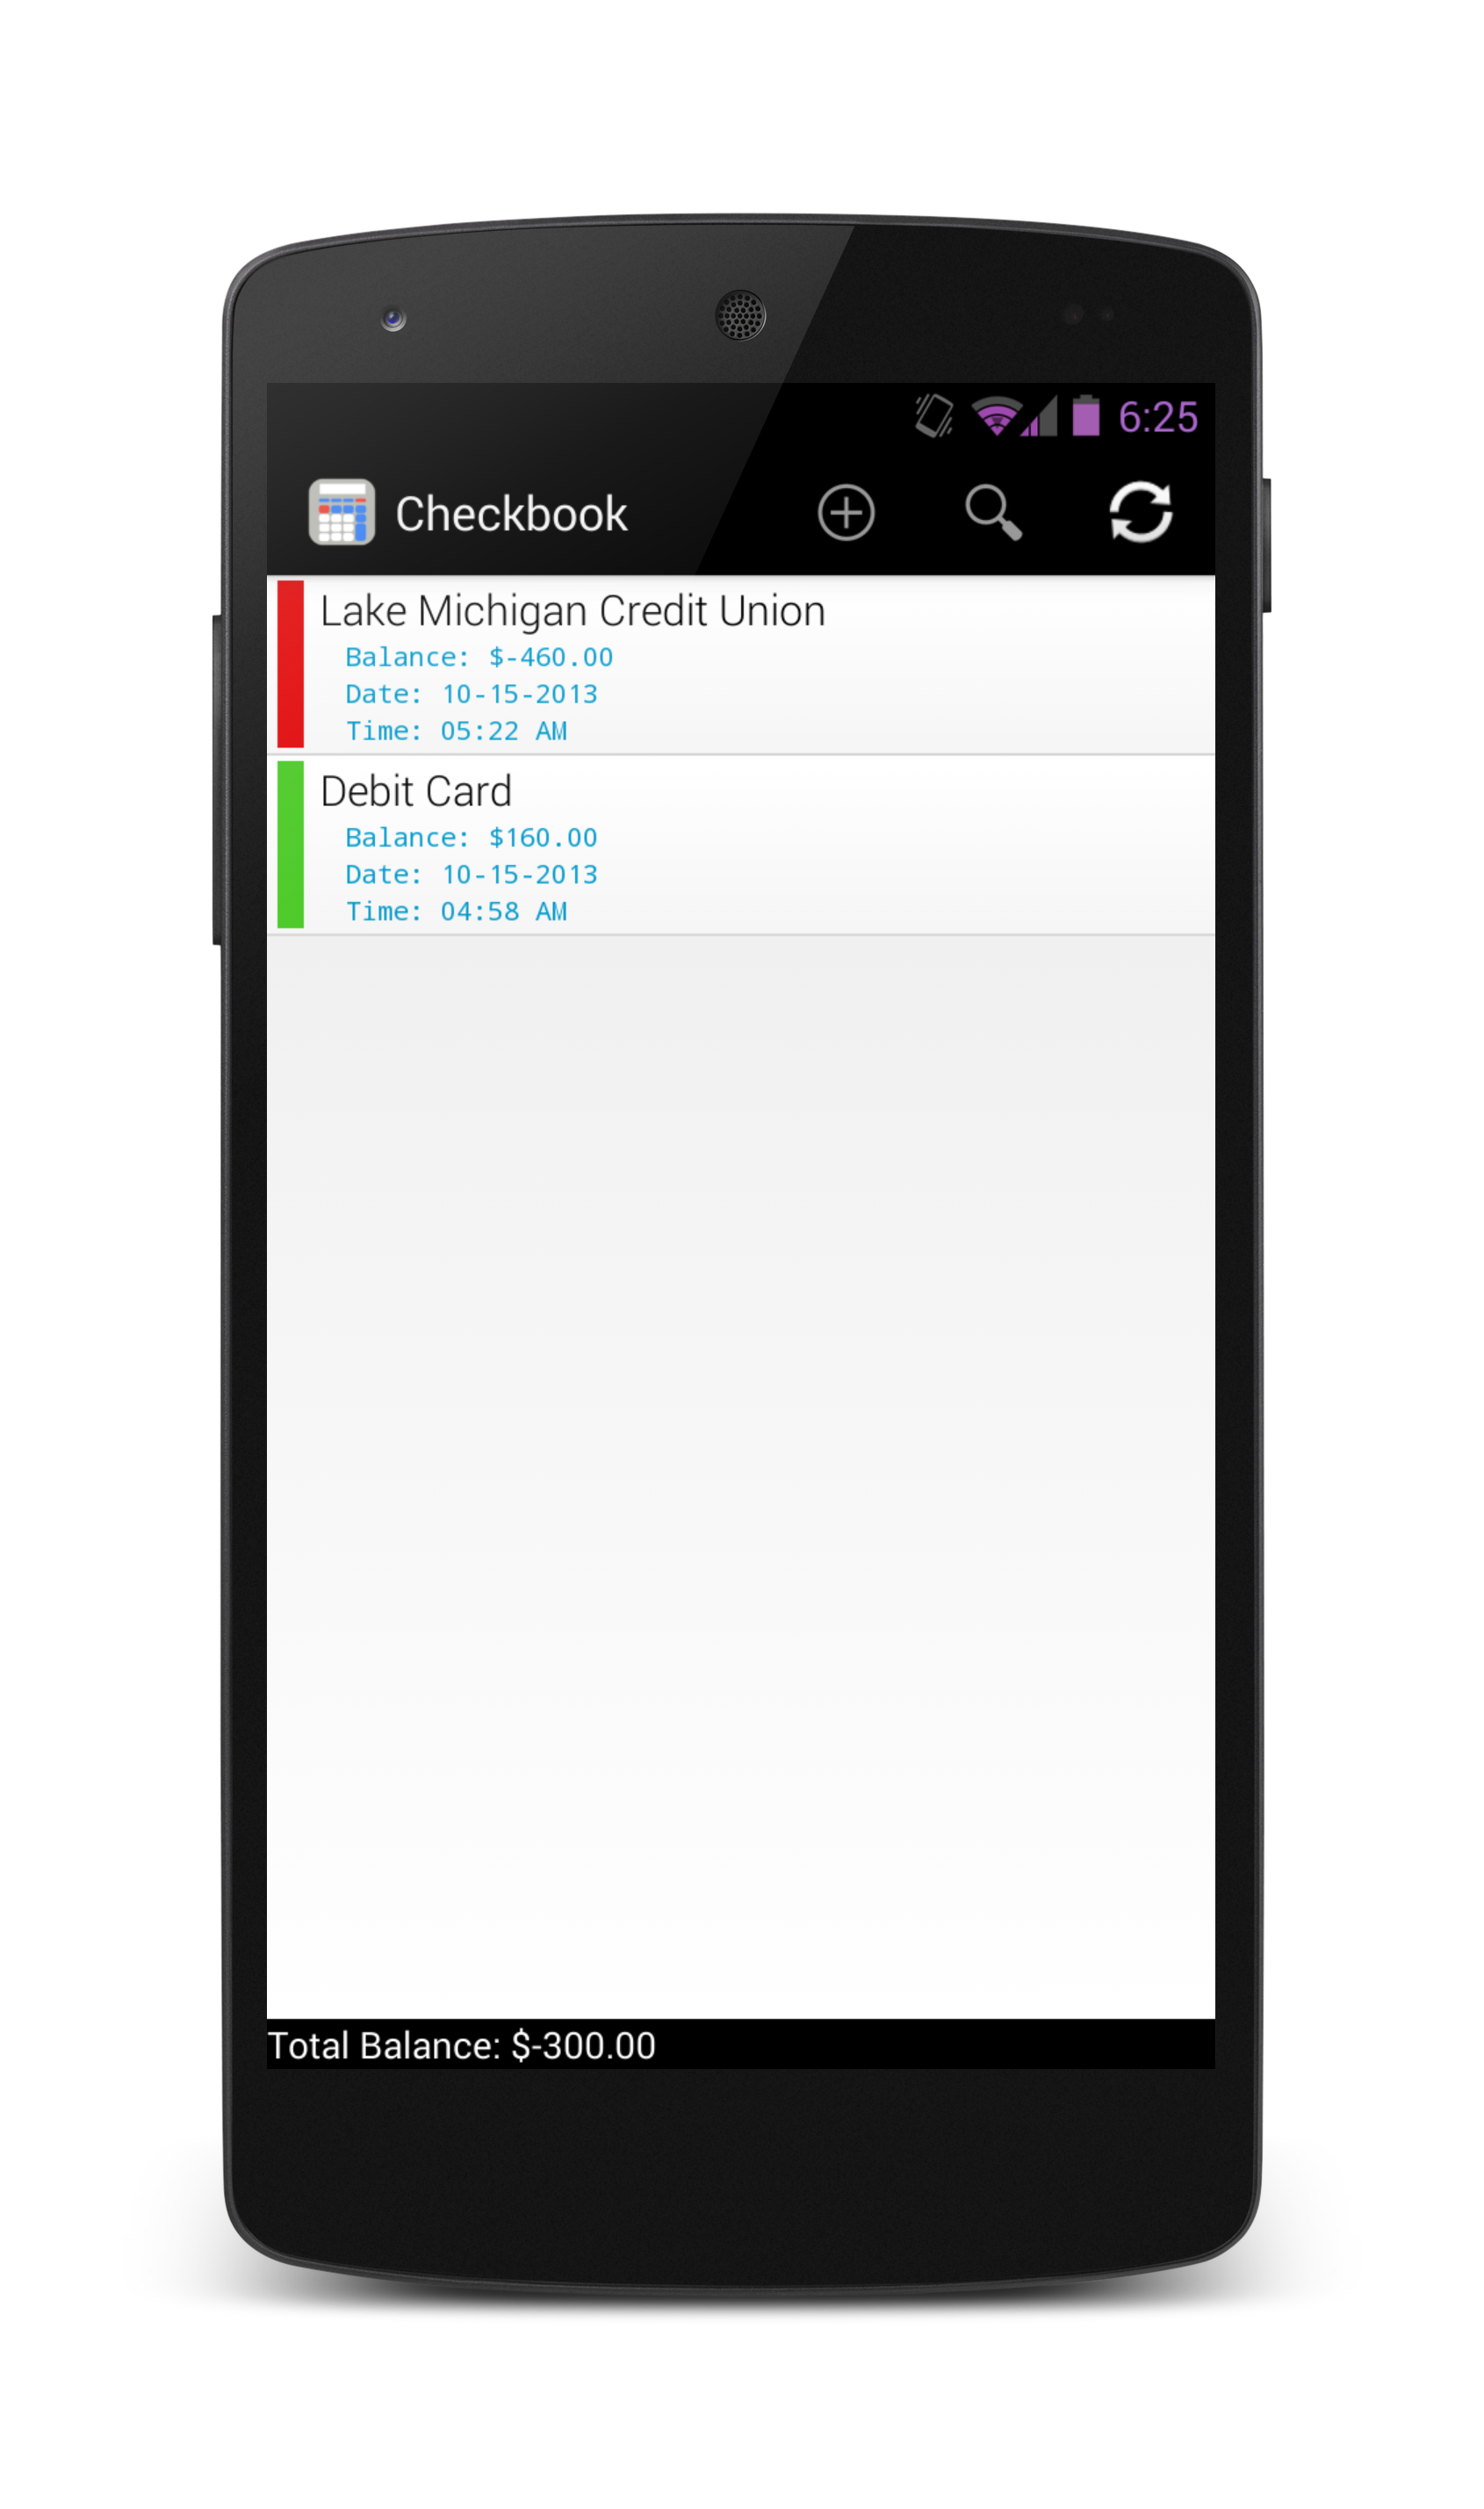 6:25
Checkbook
Lake Michigan Credit Union
Balance: $-460.00
Date: 10-15-2013
Time: 05:22 AM
Debit Card
Balance: $160.00
Date: 10-15-2013
Time: 04:58 AM
Total Balance: $-300.00